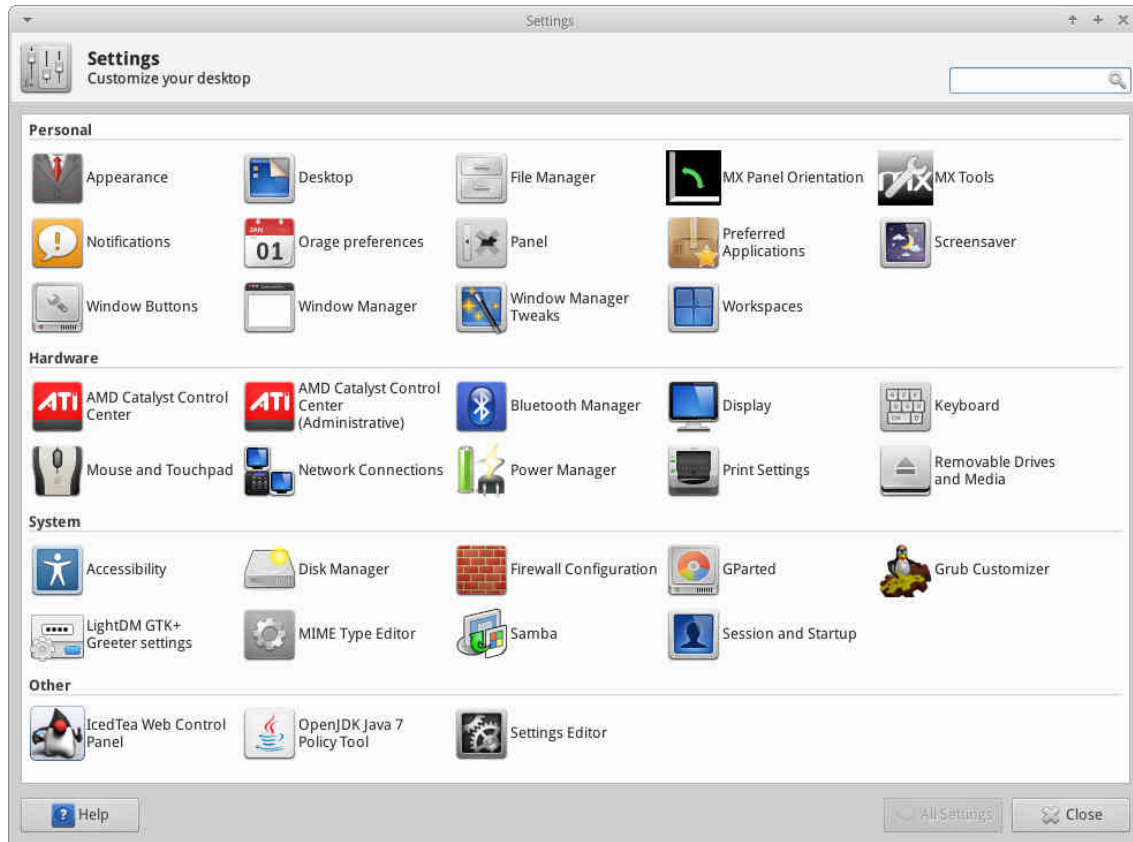 Settings
Settings
Customize your desktop
Personal
Appearance
Desktop
File Manager
MX Panel Orientation
MX Tools
Notifications
JAN
01
Orage preferences
Panel
Preferred
Applications
Screensaver
Window Buttons
Window Manager
Window Manager
Tweaks
Workspaces
Hardware
ATI
AMD Catalyst Control
Center
ATI
AMD Catalyst Control
Center
(Administrative)
Bluetooth Manager
Display
Keyboard
Mouse and Touchpad
Network Connections
Power Manager
Print Settings
Removable Drives
and Media
System
Accessibility
Disk Manager
Firewall Configuration
GParted
Grub Customizer
LightDM GTK+
Greeter settings
MIME Type Editor
Samba
Session and Startup
Other
IcedTea Web Control
Panel
OpenJDK Java 7
Policy Tool
Settings Editor
Help
All Settings
Close